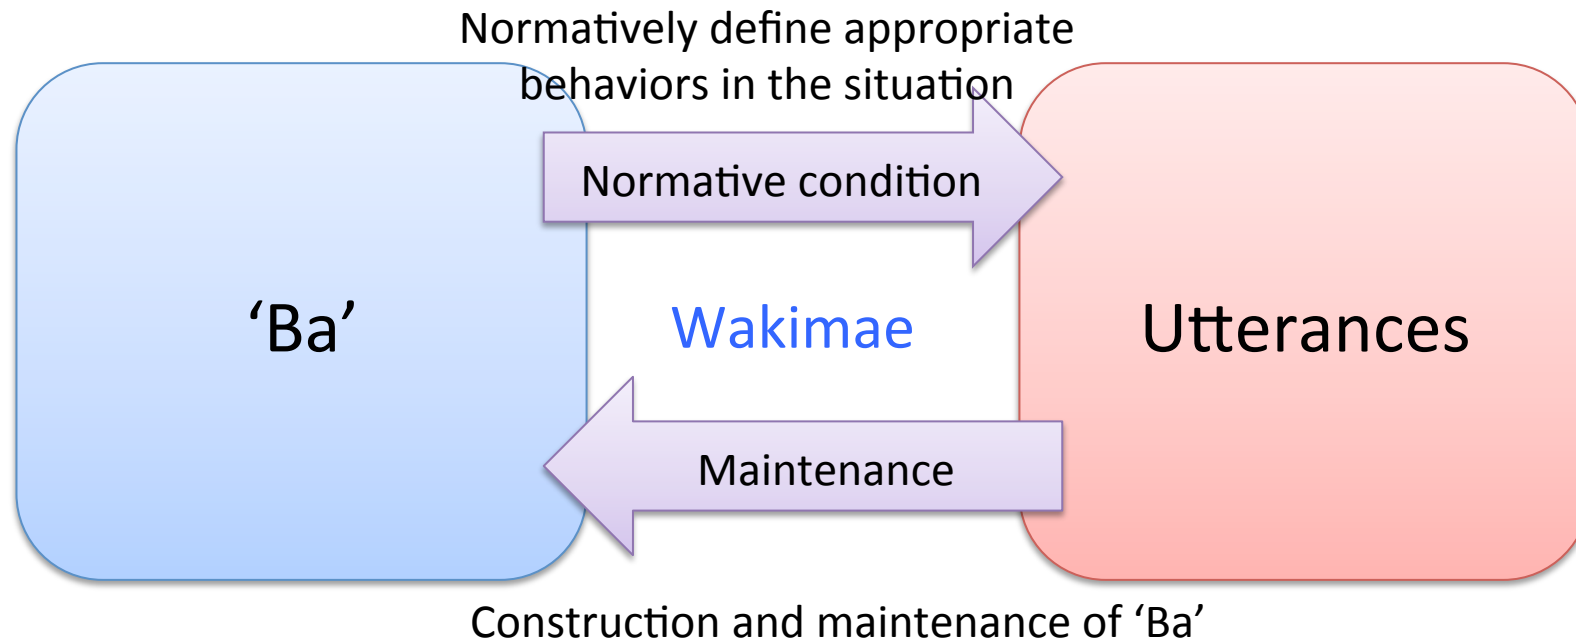 Normatively define appropriate
behaviors in the situation
Normative condition
‘Ba’
Wakimae
Utterances
Maintenance
Construction and maintenance of ‘Ba’